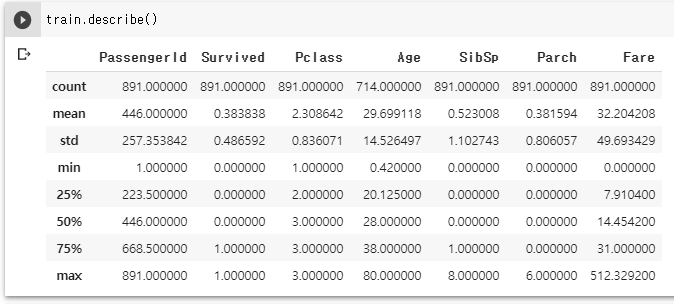 train.describe()
PassengerId Survived Pclass Age SibSp Parch Fare
count 891.000000 891.000000 891.000000 714.000000 891.000000 891.000000 891.000000
mean 446.000000 0.383838 2.308642 29.699118 0.523008 0.381594 32.204208
std 257.353842 0.486592 0.836071 14.526497 1.102743 0.806057 49.693429
min 1.000000 0.000000 1.000000 0.420000 0.000000 0.000000 0.000000
25% 223.500000 0.000000 2.000000 20.125000 0.000000 0.000000 7.910400
50% 446.000000 0.000000 3.000000 28.000000 0.000000 0.000000 14.454200
75% 668.500000 1.000000 3.000000 38.000000 1.000000 0.000000 31.000000
max 891.000000 1.000000 3.000000 80.000000 8.000000 6.000000 512.329200